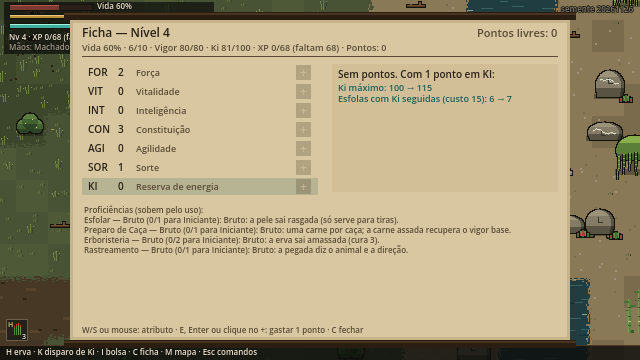 Vida 60%
semente 20261126
Ny 4 · XP 0/68 (f
Mãos: Machado
Ficha — Nível 4
Pontos livres: 0
Vida 60% · 6/10 · Vigor 80/80 · Ki 81/100 · XP 0/68 (faltam 68) · Pontos: 0
FOR 2 Força +
VIT 0 Vitalidade +
INT 0 Inteligência +
CON 3 Constituição +
AGI 0 Agilidade +
SOR 1 Sorte +
KI 0 Reserva de energia +
Sem pontos. Com 1 ponto em KI:
Ki máximo: 100 → 115
Esfolas com Ki seguidas (custo 15): 6 → 7
Proficiências (sobem pelo uso):
Esfolar — Bruto (0/1 para Iniciante): Bruto: a pele sai rasgada (só serve para tiras).
Preparo de Caça — Bruto (0/1 para Iniciante): Bruto: uma carne por caça; a carne assada recupera o vigor base.
Erboristeria — Bruto (0/2 para Iniciante): Bruto: a erva sai amassada (cura 3).
Rastreamento — Bruto (0/1 para Iniciante): Bruto: a pegada diz o animal e a direção.
W/S ou mouse: atributo · E, Enter ou clique no +: gastar 1 ponto · C fechar
H
3
H erva · K disparo de Ki · I bolsa · C ficha · M mapa · Esc comandos